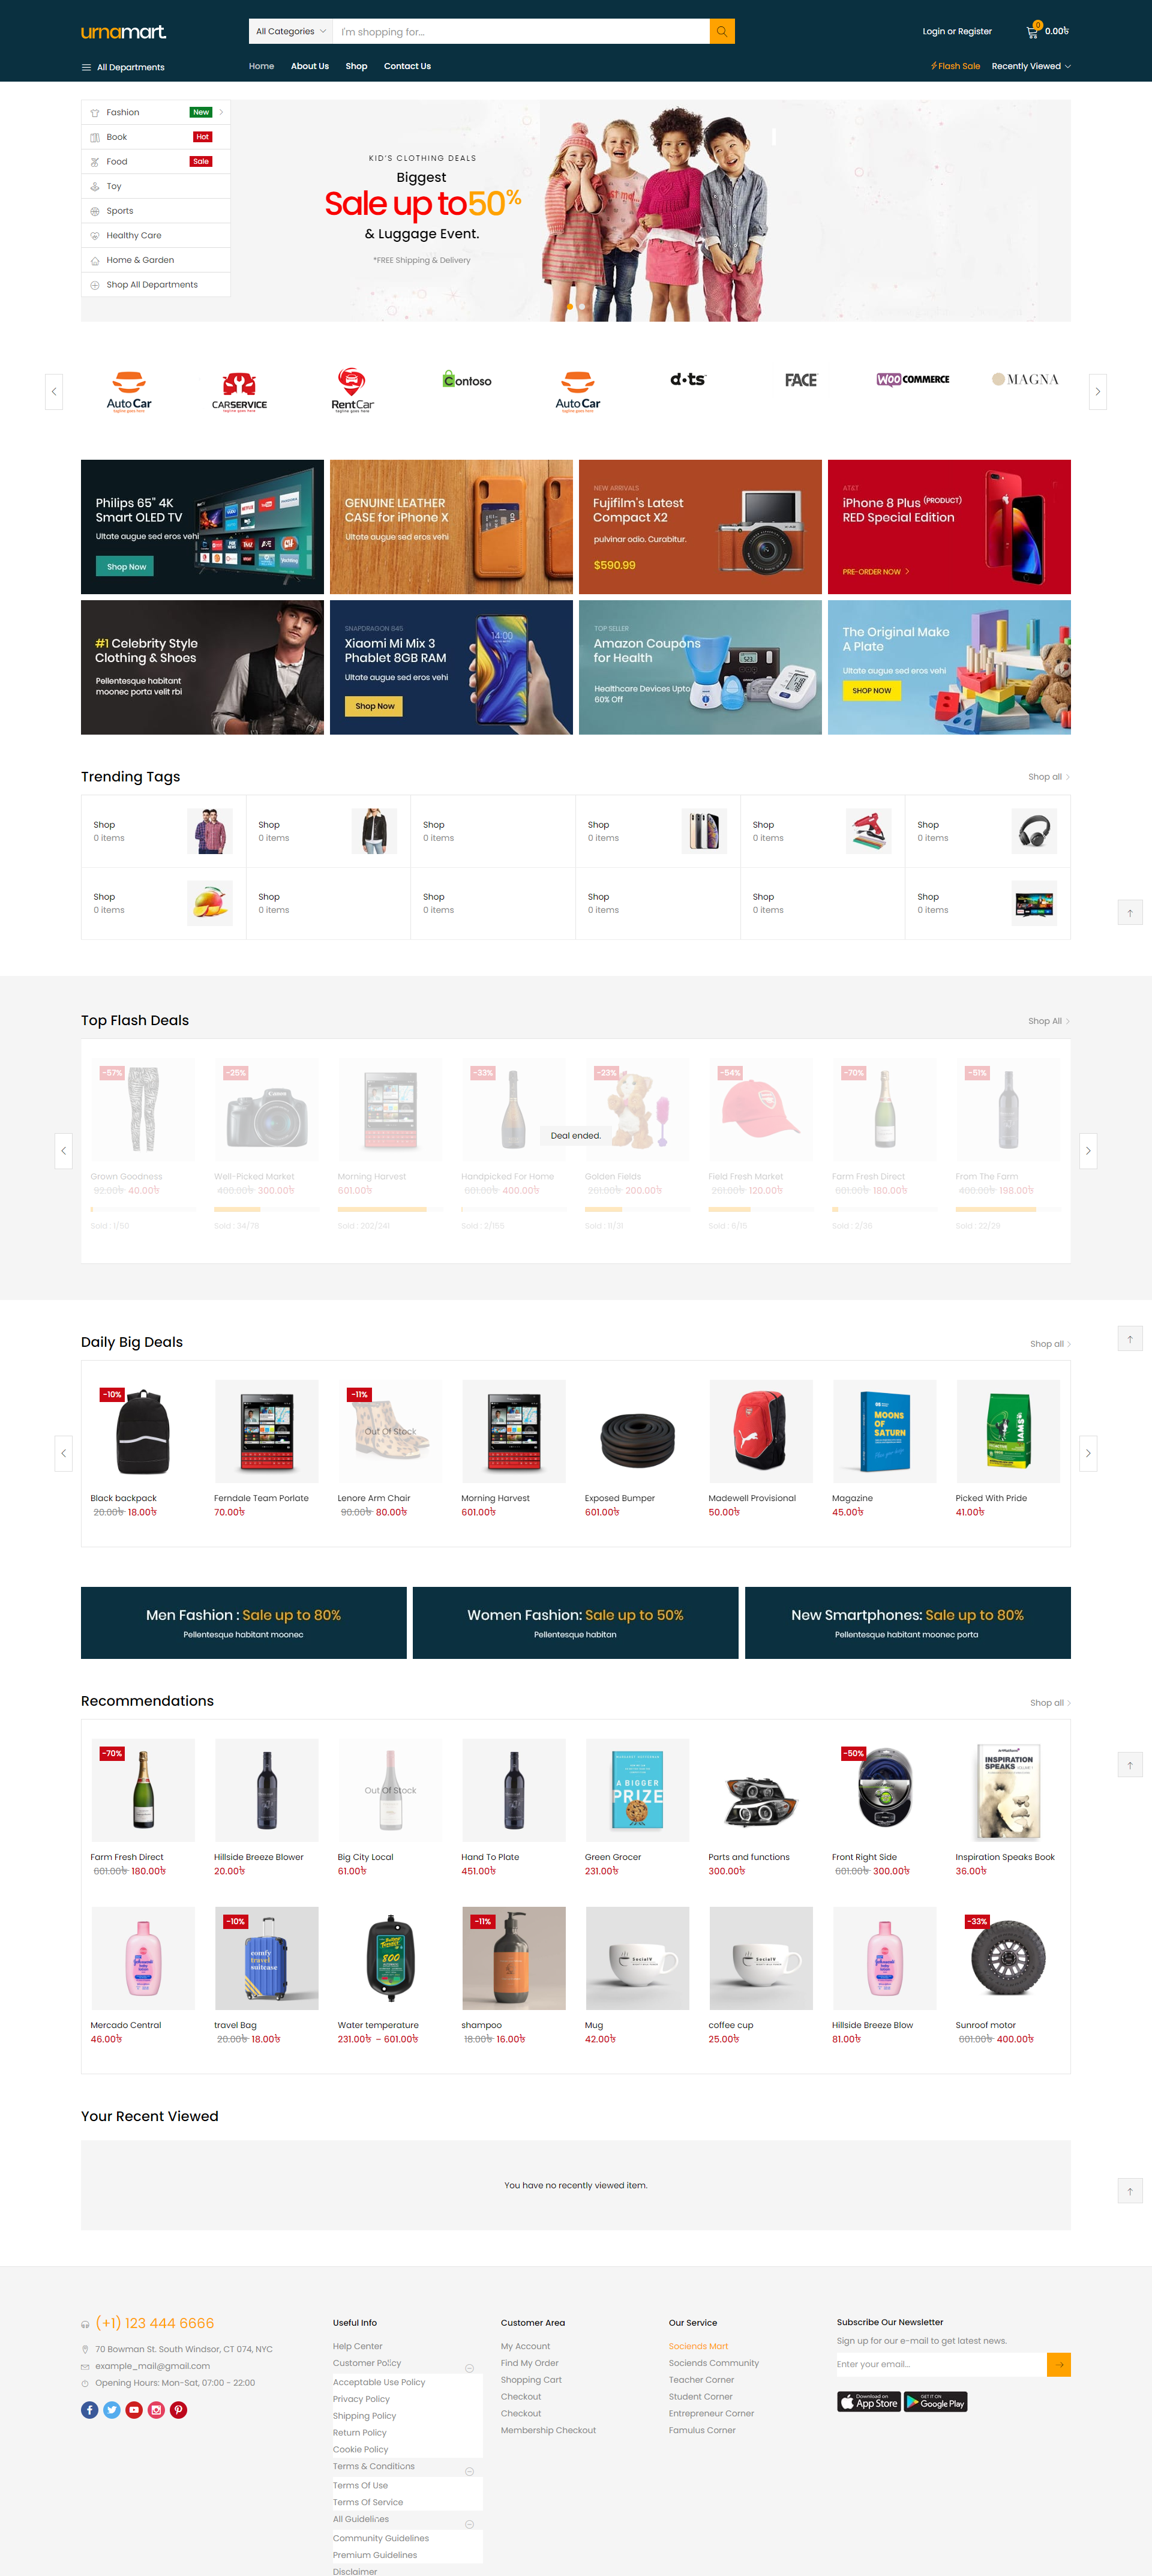 urnamart.
All Categories
I'm shopping for...
Login or Register
0
0.00৳
All Departments
Home
About Us
Shop
Contact Us
Flash Sale
Recently Viewed
Fashion
New
Book
Hot
Food
Sale
Toy
Sports
Healthy Care
Home & Garden
Shop All Departments
KID'S CLOTHING DEALS
Biggest
Sale up to 50%
& Luggage Event.
*FREE Shipping & Delivery
Auto Car
CARSERVICE
RentCar
Contoso
Auto Car
dots
FACE
WOO COMMERCE
MAGNA
Philips 65" 4K
Smart OLED TV
Ultate augue sed eros vehi
Shop Now
GENUINE LEATHER
CASE for iPhone X
Ultate augue sed eros vehi
NEW ARRIVALS
Fujifilm's Latest
Compact X2
pulvinar odio. Curabitur.
$590.99
AT&T
iPhone 8 Plus (PRODUCT)
RED Special Edition
PRE-ORDER NOW
#1 Celebrity Style
Clothing & Shoes
Pellentesque habitant
moonec porta velit rbi
SNAPDRAGON 845
Xiaomi Mi Mix 3
Phablet 8GB RAM
Ultate augue sed eros vehi
Shop Now
TOP SELLER
Amazon Coupons
for Health
Healthcare Devices Upto
60% Off
The Original Make
A Plate
Ultate augue sed eros vehi
SHOP NOW
Trending Tags
Shop all
Shop
0 items
Shop
0 items
Shop
0 items
Shop
0 items
Shop
0 items
Shop
0 items
Shop
0 items
Shop
0 items
Shop
0 items
Shop
0 items
Shop
0 items
Shop
0 items
Top Flash Deals
Shop All
-57%
-25%
-33%
-23%
-54%
-70%
-51%
Deal ended.
Grown Goodness
82.00৳ 40.00৳
Sold : 1/50
Well-Picked Market
400.00৳ 300.00৳
Sold : 34/78
Morning Harvest
601.00৳
Sold : 202/241
Handpicked For Home
601.00৳ 400.00৳
Sold : 2/155
Golden Fields
261.00৳ 200.00৳
Sold : 11/31
Field Fresh Market
261.00৳ 120.00৳
Sold : 6/15
Farm Fresh Direct
601.00৳ 180.00৳
Sold : 2/36
From The Farm
400.00৳ 198.00৳
Sold : 22/29
Daily Big Deals
Shop all
-10%
-11%
Out Of Stock
MOONS
OF
SATURN
IAMS
Black backpack
20.00৳ 18.00৳
Ferndale Team Porlate
70.00৳
Lenore Arm Chair
90.00৳ 80.00৳
Morning Harvest
601.00৳
Exposed Bumper
601.00৳
Madewell Provisional
50.00৳
Magazine
45.00৳
Picked With Pride
41.00৳
Men Fashion : Sale up to 80%
Pellentesque habitant moonec
Women Fashion: Sale up to 50%
Pellentesque habitan
New Smartphones: Sale up to 80%
Pellentesque habitant moonec porta
Recommendations
Shop all
-70%
Out Of Stock
A BIGGER
PRIZE
-50%
INSPIRATION
SPEAKS
Farm Fresh Direct
601.00৳ 180.00৳
Hillside Breeze Blower
20.00৳
Big City Local
61.00৳
Hand To Plate
451.00৳
Green Grocer
231.00৳
Parts and functions
300.00৳
Front Right Side
601.00৳ 300.00৳
Inspiration Speaks Book
36.00৳
-10%
comfy
travel
suitcase
800
-11%
SocialV
SocialV
-33%
Mercado Central
46.00৳
travel Bag
20.00৳ 18.00৳
Water temperature
231.00৳ – 601.00৳
shampoo
18.00৳ 16.00৳
Mug
42.00৳
coffee cup
25.00৳
Hillside Breeze Blow
81.00৳
Sunroof motor
601.00৳ 400.00৳
Your Recent Viewed
You have no recently viewed item.
(+1) 123 444 6666
70 Bowman St. South Windsor, CT 074, NYC
example_mail@gmail.com
Opening Hours: Mon-Sat, 07:00 - 22:00
Useful Info
Help Center
Customer Policy
Acceptable Use Policy
Privacy Policy
Shipping Policy
Return Policy
Cookie Policy
Terms & Conditions
Terms Of Use
Terms Of Service
All Guidelines
Community Guidelines
Premium Guidelines
Disclaimer
Customer Area
My Account
Find My Order
Shopping Cart
Checkout
Checkout
Membership Checkout
Our Service
Sociends Mart
Sociends Community
Teacher Corner
Student Corner
Entrepreneur Corner
Famulus Corner
Subscribe Our Newsletter
Sign up for our e-mail to get latest news.
Enter your email...
Download on
App Store
GET IT ON
Google Play